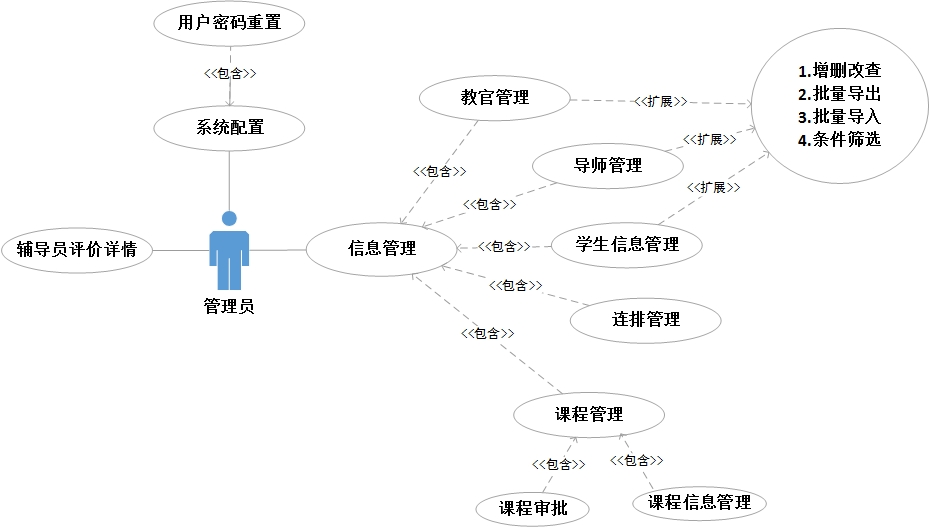 用户密码重置
<<包含>>
系统配置
辅导员评价详情
管理员
信息管理
教官管理
<<扩展>>
1.增删改查
2.批量导出
3.批量导入
4.条件筛选
导师管理
<<扩展>>
<<包含>>
<<包含>>
<<扩展>>
学生信息管理
<<包含>>
<<包含>>
连排管理
<<包含>>
课程管理
<<包含>>
<<包含>>
课程审批
课程信息管理